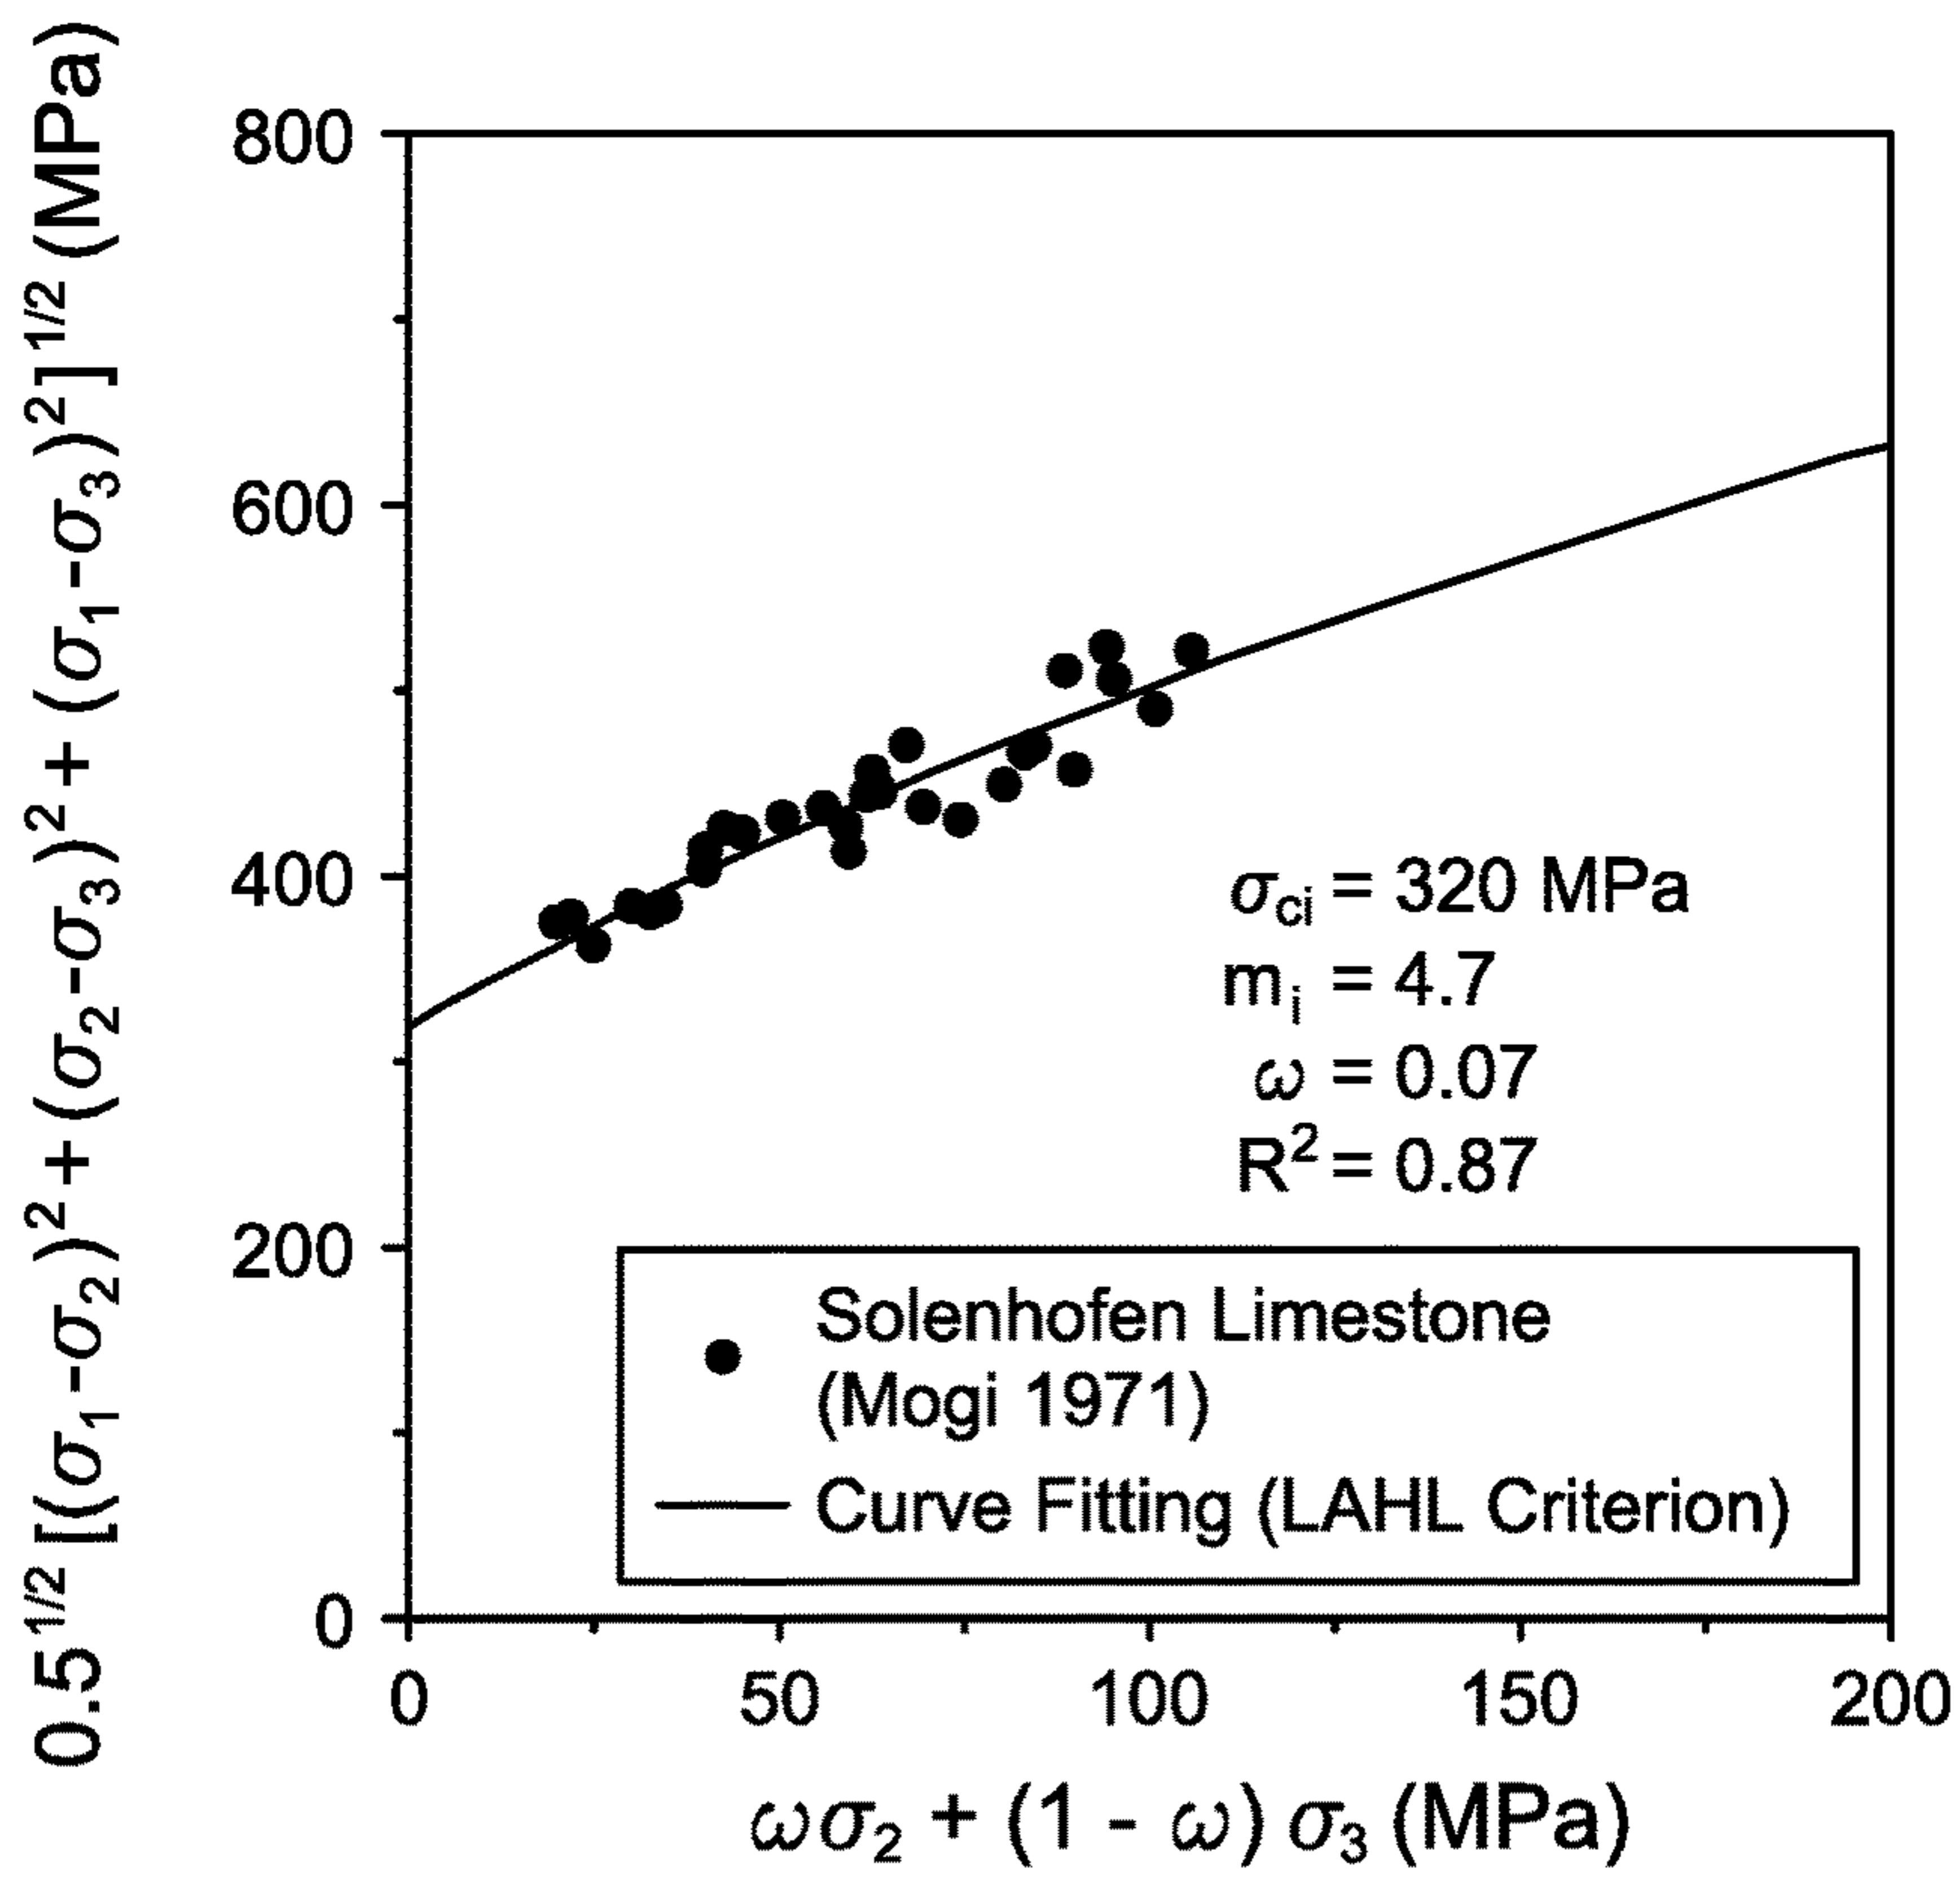 0.5^1/2 [(σ1-σ2)^2+(σ2-σ3)^2+(σ1-σ3)^2]^1/2 (MPa)
800
600
400
200
0
σci = 320 MPa
mi = 4.7
ω = 0.07
R^2 = 0.87
Solenhofen Limestone
(Mogi 1971)
Curve Fitting (LAHL Criterion)
0
50
100
150
200
ωσ2 + (1 - ω) σ3 (MPa)